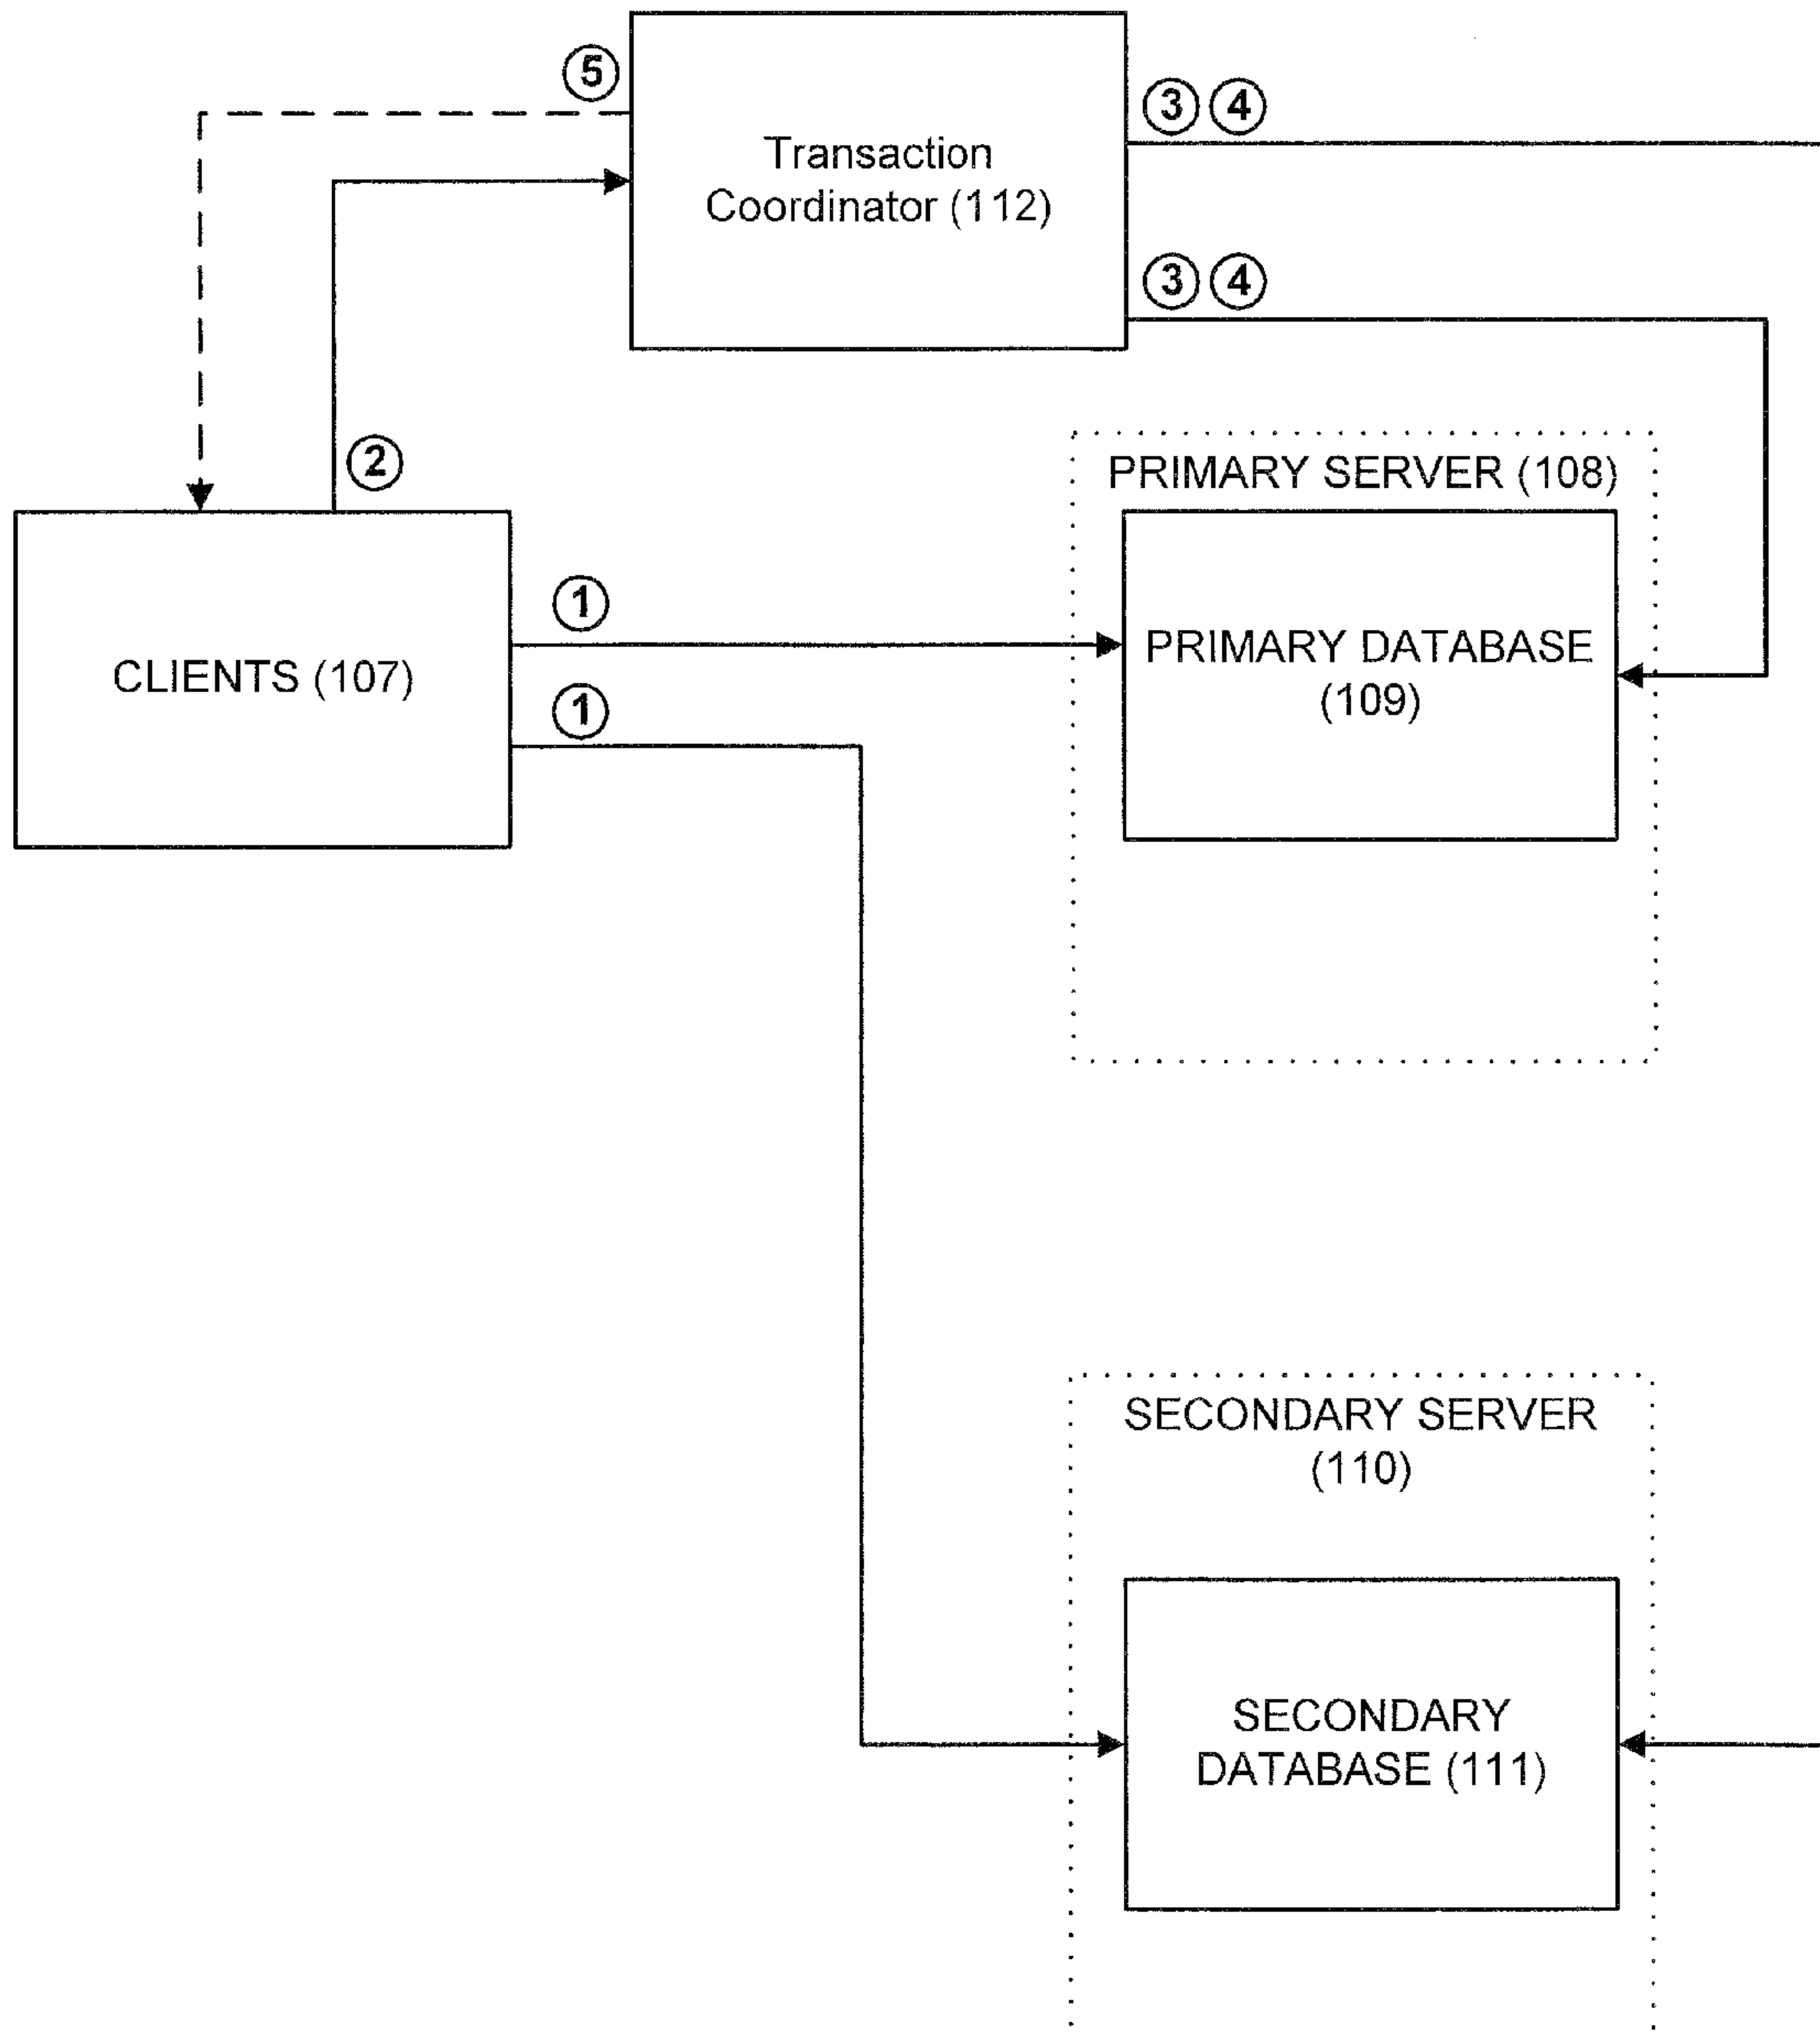 5
3 4
Transaction
Coordinator (112)
3 4
2
PRIMARY SERVER (108)
1
CLIENTS (107)
PRIMARY DATABASE
(109)
1
SECONDARY SERVER
(110)
SECONDARY
DATABASE (111)